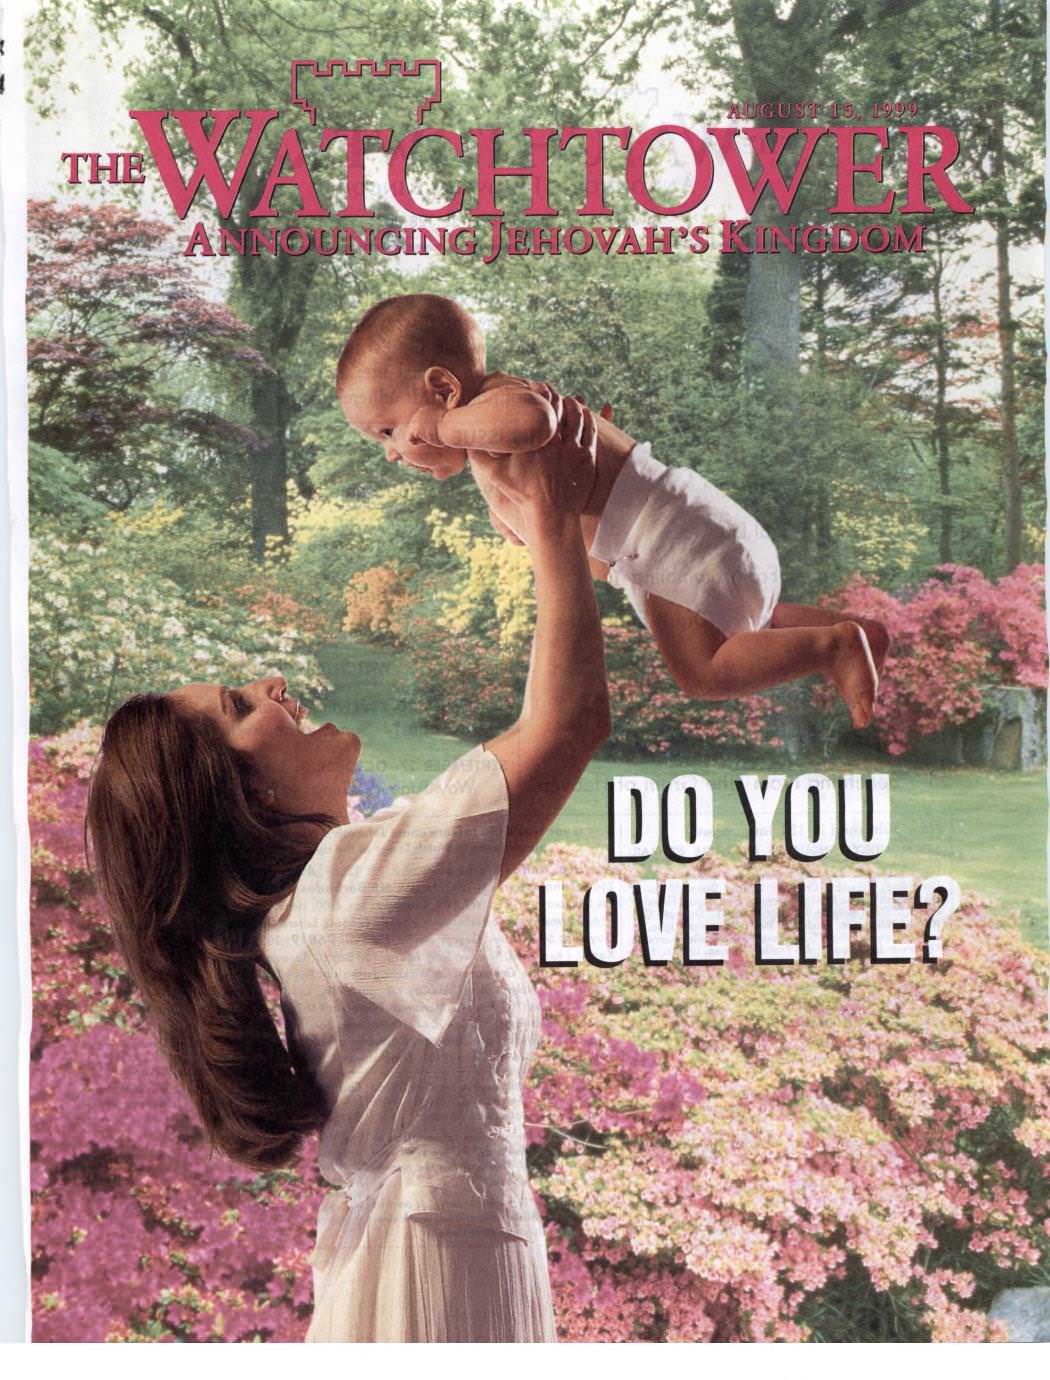 AUGUST 15, 1999
THE WATCHTOWER
ANNOUNCING JEHOVAH'S KINGDOM
DO YOU
LOVE LIFE?